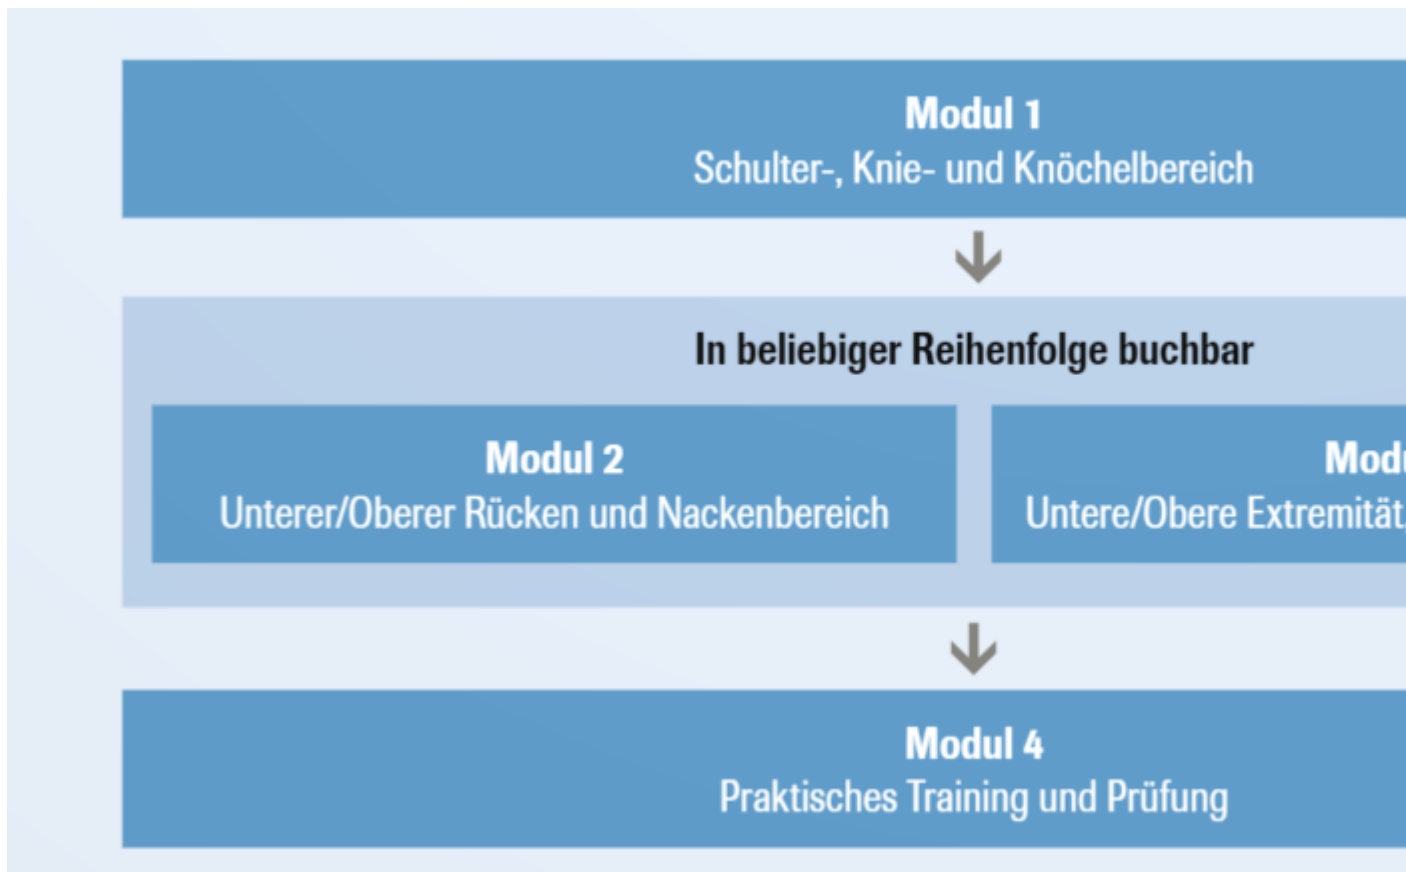 Modul 1
Schulter-, Knie- und Knöchelbereich
In beliebiger Reihenfolge buchbar
Modul 2
Unterer/Oberer Rücken und Nackenbereich
Untere/Obere Extremität,
Modul 4
Praktisches Training und Prüfung